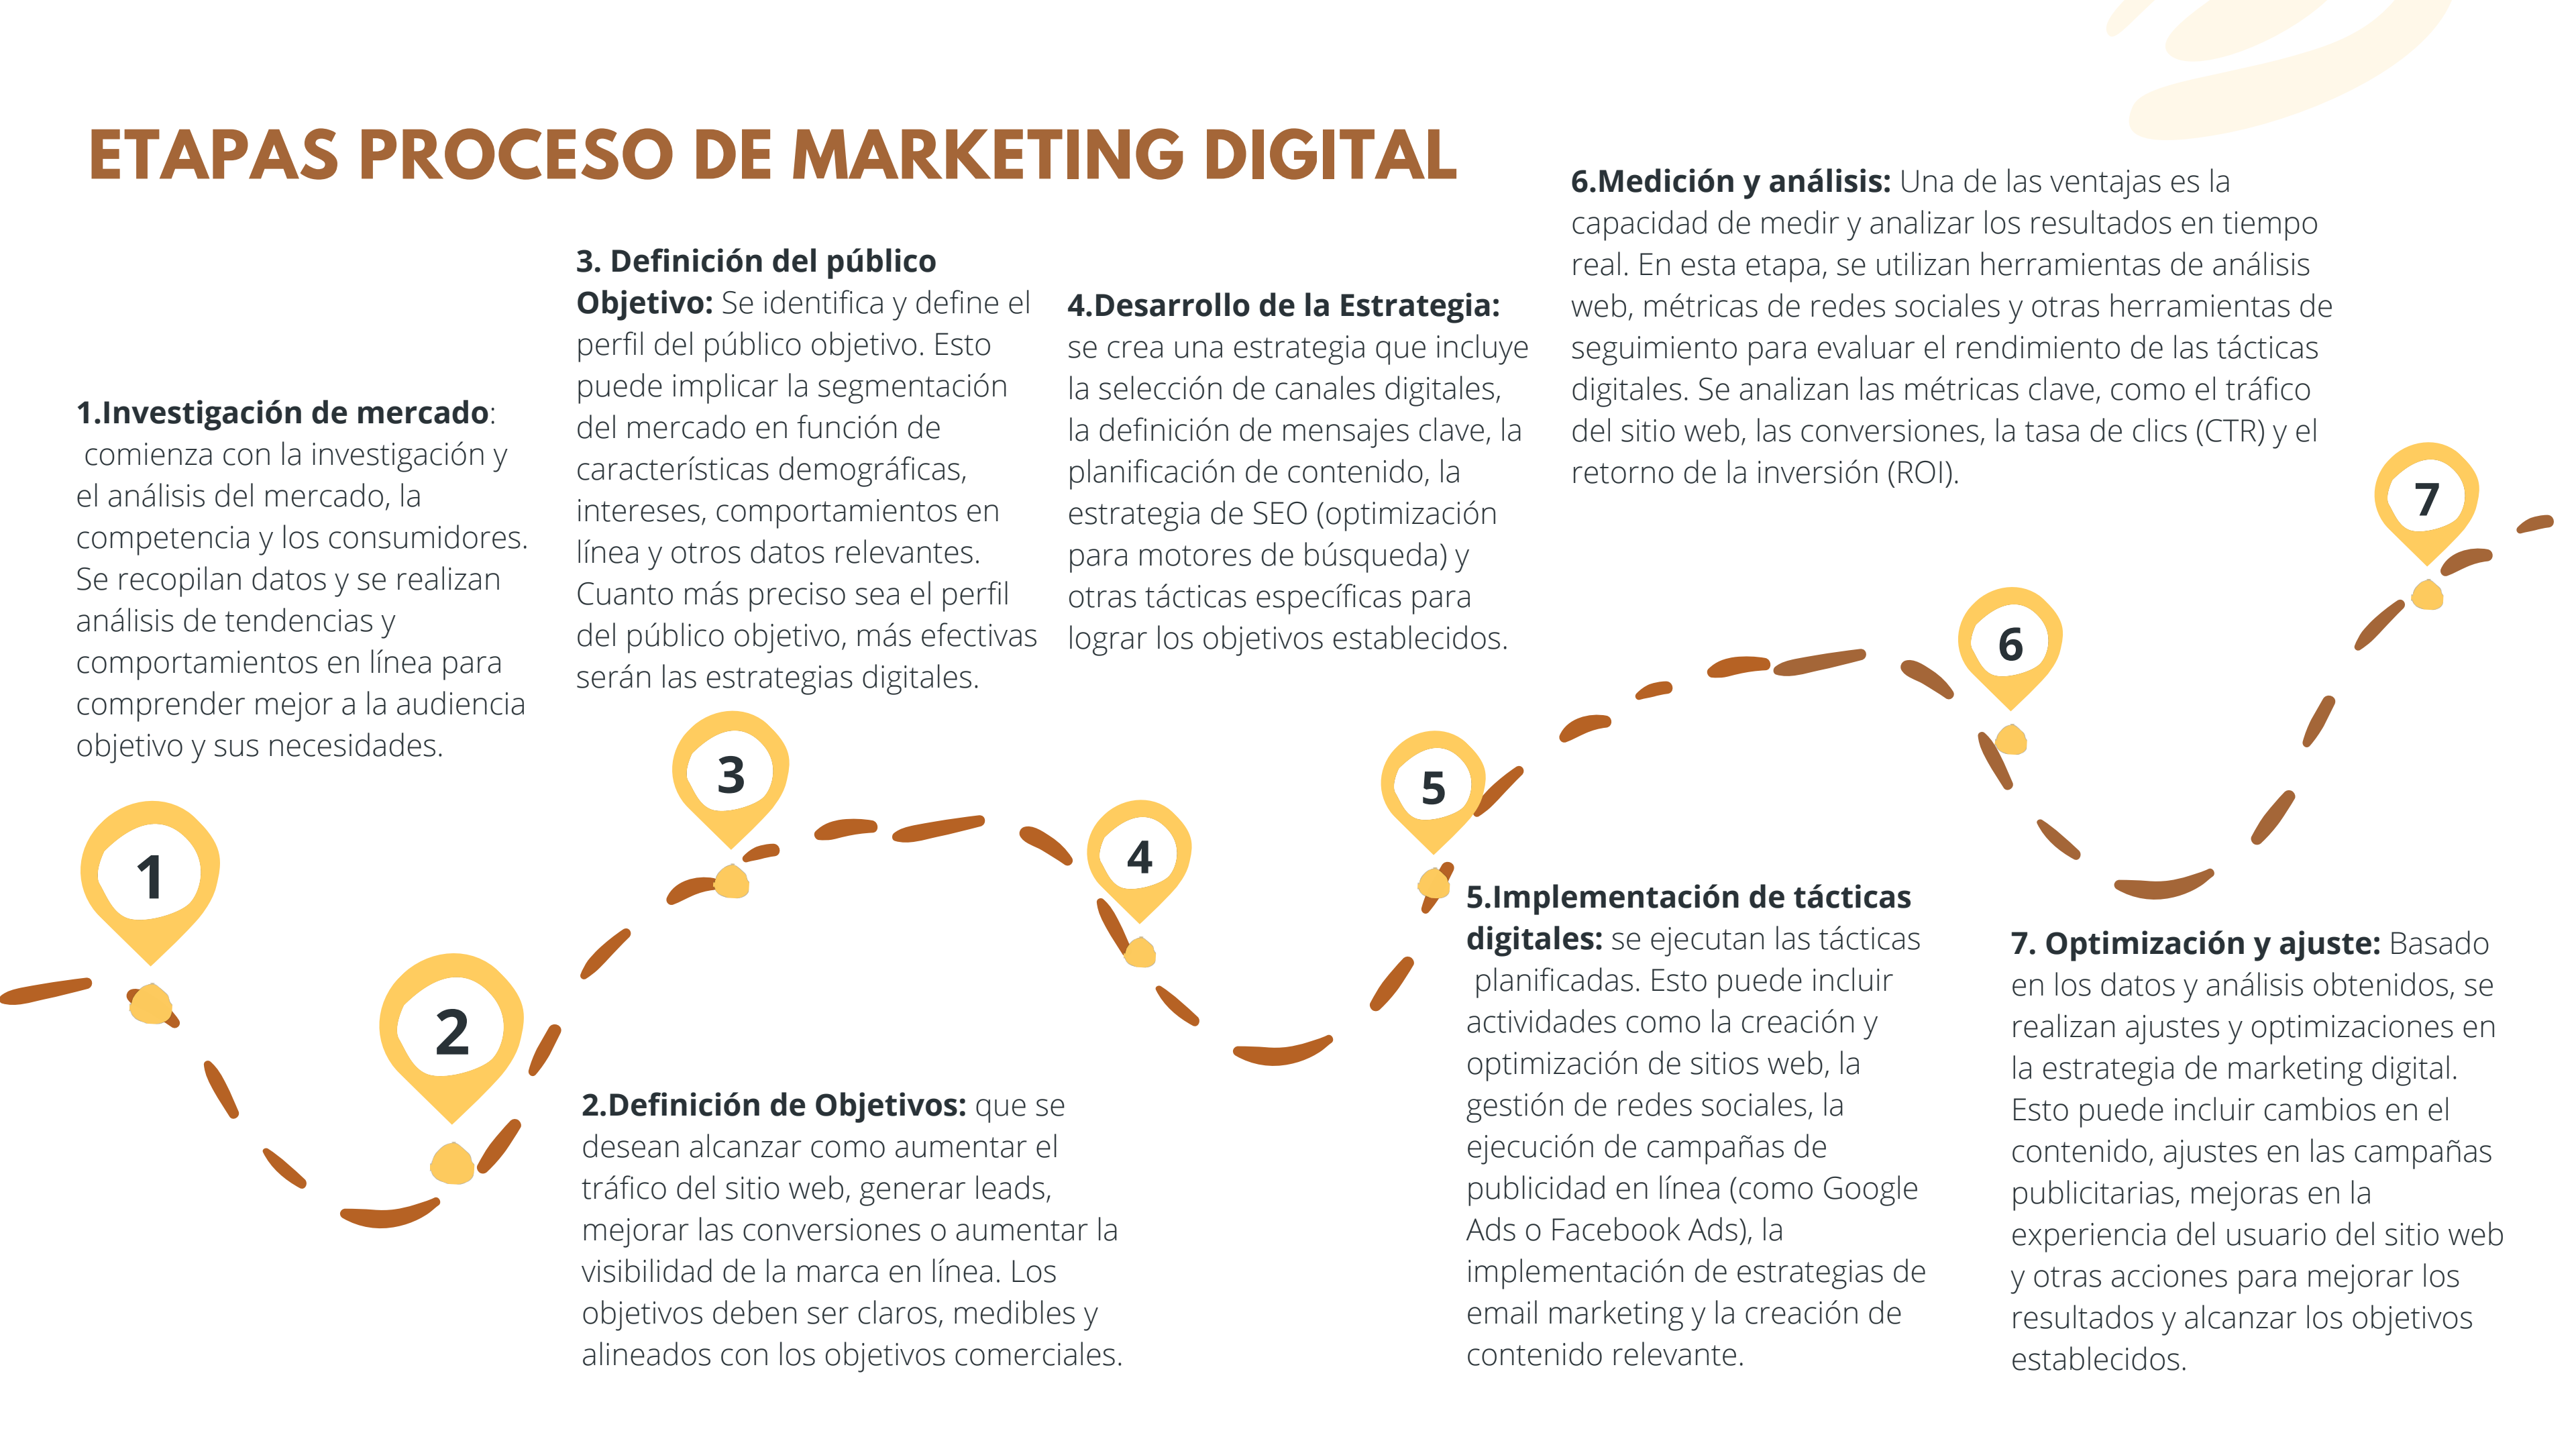 ETAPAS PROCESO DE MARKETING DIGITAL
1.Investigación de mercado:
comienza con la investigación y
el análisis del mercado, la
competencia y los consumidores.
Se recopilan datos y se realizan
análisis de tendencias y
comportamientos en línea para
comprender mejor a la audiencia
objetivo y sus necesidades.
1
2
2.Definición de Objetivos: que se
desean alcanzar como aumentar el
tráfico del sitio web, generar leads,
mejorar las conversiones o aumentar la
visibilidad de la marca en línea. Los
objetivos deben ser claros, medibles y
alineados con los objetivos comerciales.
3. Definición del público
Objetivo: Se identifica y define el
perfil del público objetivo. Esto
puede implicar la segmentación
del mercado en función de
características demográficas,
intereses, comportamientos en
línea y otros datos relevantes.
Cuanto más preciso sea el perfil
del público objetivo, más efectivas
serán las estrategias digitales.
3
4.Desarrollo de la Estrategia:
se crea una estrategia que incluye
la selección de canales digitales,
la definición de mensajes clave, la
planificación de contenido, la
estrategia de SEO (optimización
para motores de búsqueda) y
otras tácticas específicas para
lograr los objetivos establecidos.
4
5
5.Implementación de tácticas
digitales: se ejecutan las tácticas
planificadas. Esto puede incluir
actividades como la creación y
optimización de sitios web, la
gestión de redes sociales, la
ejecución de campañas de
publicidad en línea (como Google
Ads o Facebook Ads), la
implementación de estrategias de
email marketing y la creación de
contenido relevante.
6.Medición y análisis: Una de las ventajas es la
capacidad de medir y analizar los resultados en tiempo
real. En esta etapa, se utilizan herramientas de análisis
web, métricas de redes sociales y otras herramientas de
seguimiento para evaluar el rendimiento de las tácticas
digitales. Se analizan las métricas clave, como el tráfico
del sitio web, las conversiones, la tasa de clics (CTR) y el
retorno de la inversión (ROI).
6
7
7. Optimización y ajuste: Basado
en los datos y análisis obtenidos, se
realizan ajustes y optimizaciones en
la estrategia de marketing digital.
Esto puede incluir cambios en el
contenido, ajustes en las campañas
publicitarias, mejoras en la
experiencia del usuario del sitio web
y otras acciones para mejorar los
resultados y alcanzar los objetivos
establecidos.